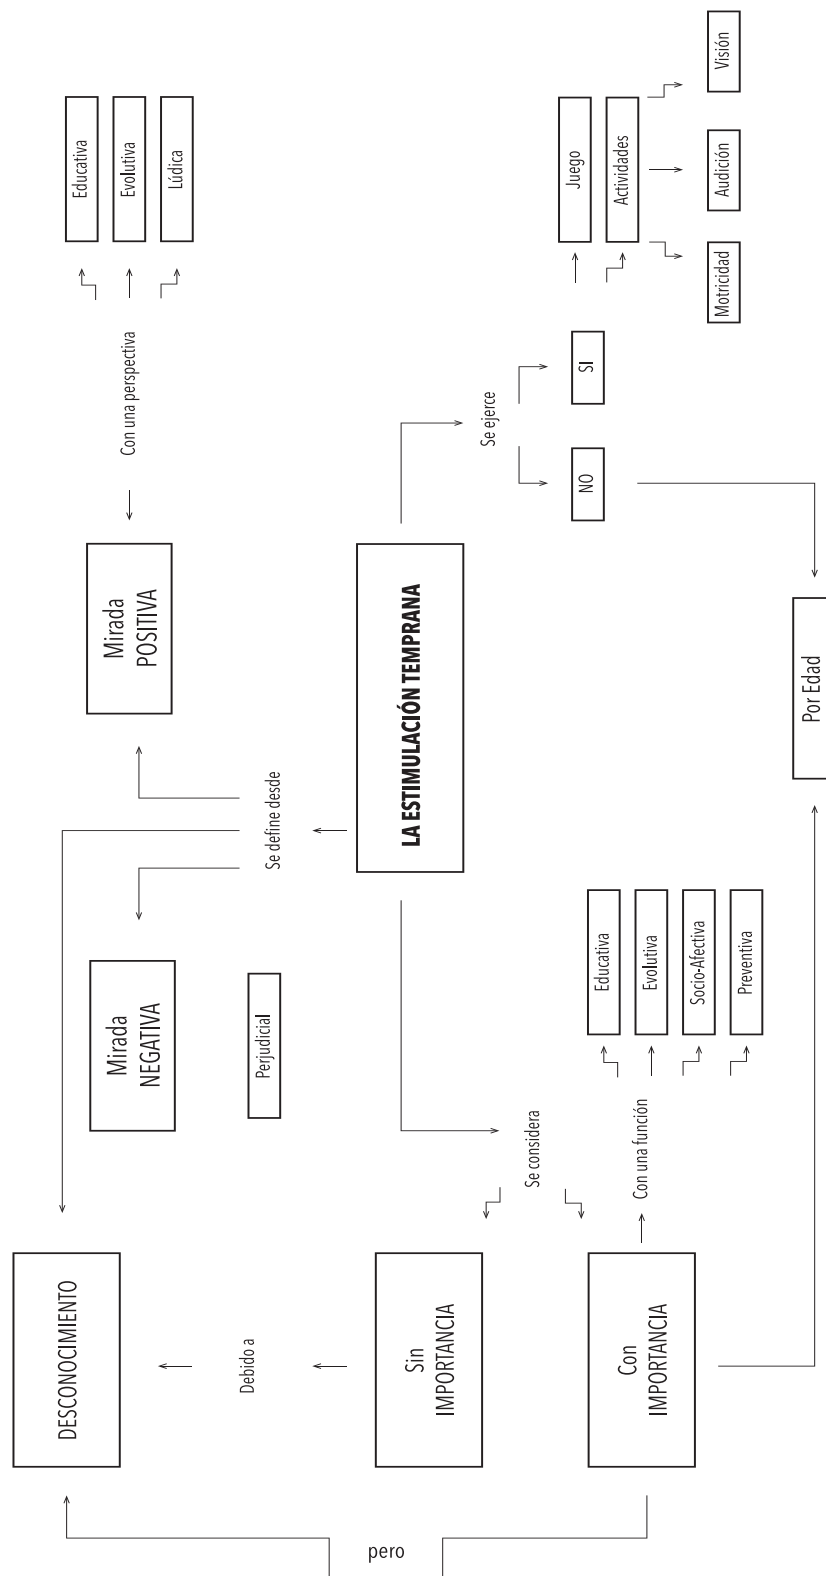 DESCONOCIMIENTO
Debido a
Sin
IMPORTANCIA
Con
IMPORTANCIA
pero
Mirada
NEGATIVA
Perjudicial
Se considera
Con una función
Educativa
Evolutiva
Socio-Afectiva
Preventiva
Se define desde
LA ESTIMULACIÓN TEMPRANA
Por Edad
Mirada
POSITIVA
Con una perspectiva
Educativa
Evolutiva
Lúdica
Se ejerce
NO
SI
Juego
Actividades
Motricidad
Audición
Visión